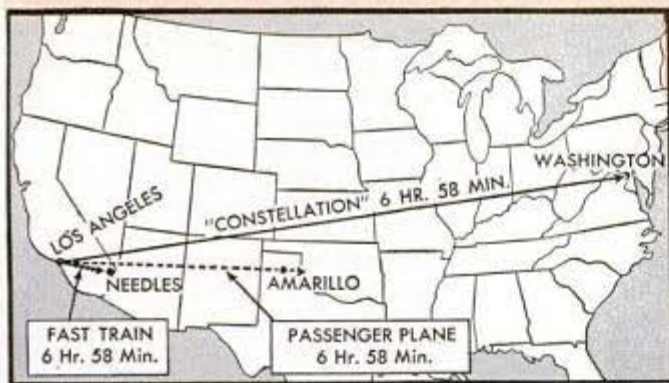 WASHINGTON
"CONSTELLATION" 6 HR. 58 MIN.
LOS ANGELES
NEEDLES
AMARILLO
FAST TRAIN
6 Hr. 58 Min.
PASSENGER PLANE
6 Hr. 58 Min.